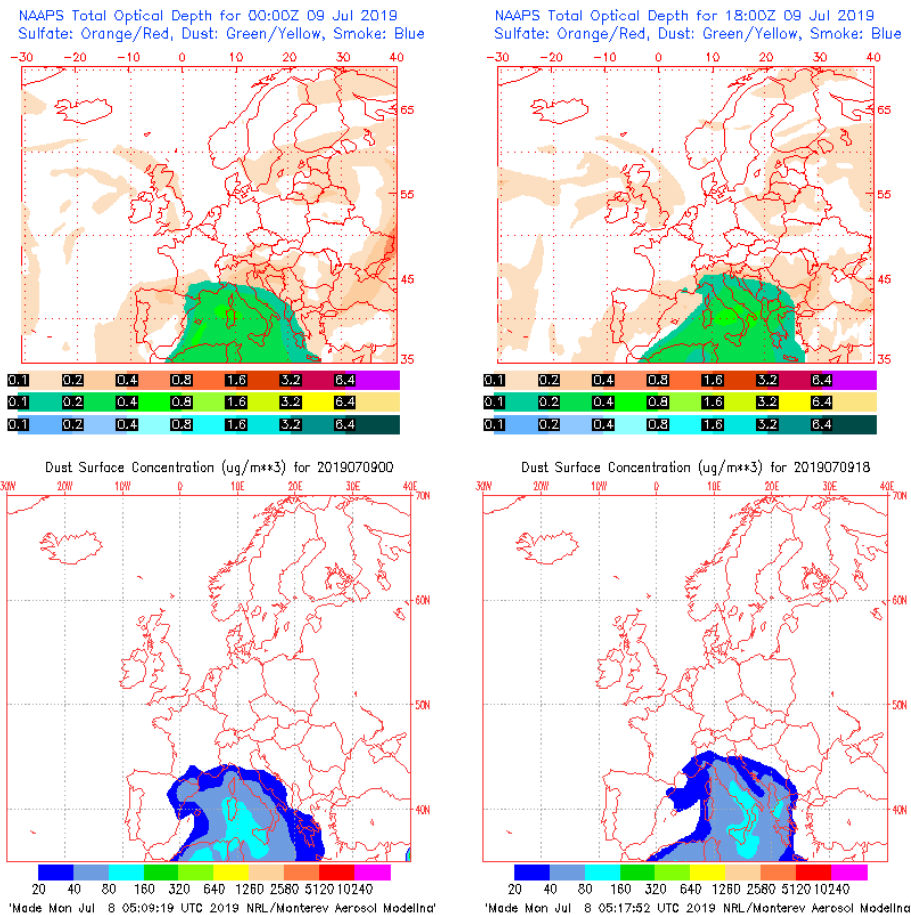 NAAPS Total Optical Depth for 00:00Z 09 Jul 2019
Sulfate: Orange/Red, Dust: Green/Yellow, Smoke: Blue
-30 -20 -10 0 10 20 30 40
65
55
45
35
0.1 0.2 0.4 0.8 1.6 3.2 6.4
0.1 0.2 0.4 0.8 1.6 3.2 6.4
0.1 0.2 0.4 0.8 1.6 3.2 6.4
NAAPS Total Optical Depth for 18:00Z 09 Jul 2019
Sulfate: Orange/Red, Dust: Green/Yellow, Smoke: Blue
-30 -20 -10 0 10 20 30 40
65
55
45
35
0.1 0.2 0.4 0.8 1.6 3.2 6.4
0.1 0.2 0.4 0.8 1.6 3.2 6.4
0.1 0.2 0.4 0.8 1.6 3.2 6.4
Dust Surface Concentration (ug/m**3) for 2019070900
30W 20W 10W 0 10E 20E 30E 40E
70N
60N
50N
40N
20 40 80 160 320 640 1260 2580 5120 10240
'Made Mon Jul 8 05:09:19 UTC 2019 NRL/Monterey Aerosol Modeling'
Dust Surface Concentration (ug/m**3) for 2019070918
30W 20W 10W 0 10E 20E 30E 40E
70N
60N
50N
40N
20 40 80 160 320 640 1260 2580 5120 10240
'Made Mon Jul 8 05:17:52 UTC 2019 NRL/Monterey Aerosol Modeling'